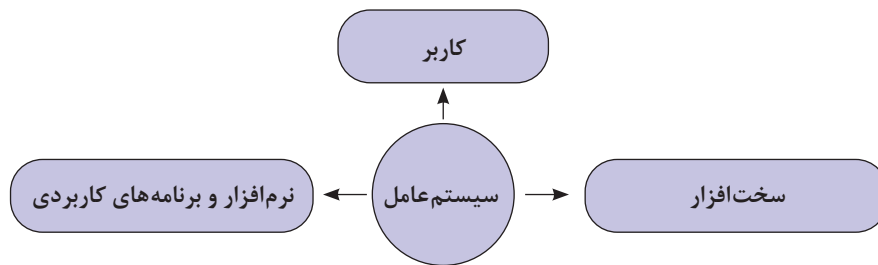 کاربر
سخت‌افزار
سیستم‌عامل
نرم‌افزار و برنامه‌های کاربردی